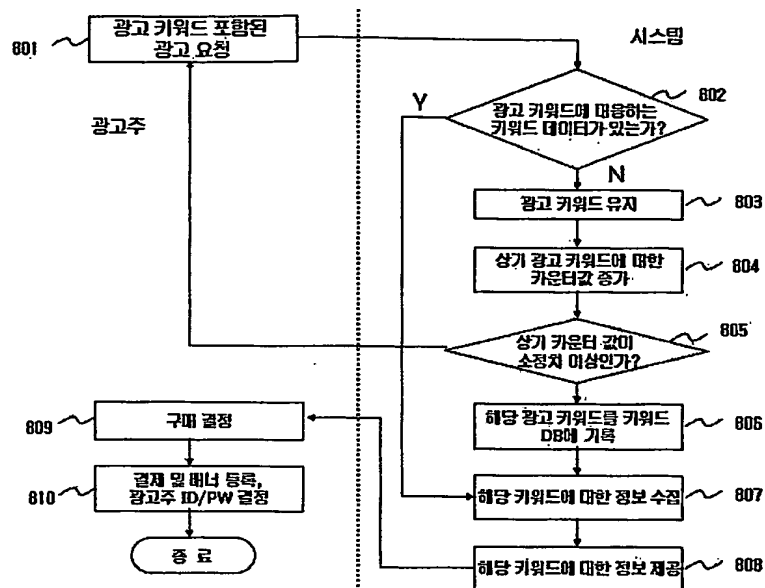 801
광고 키워드 포함된
광고 요청
시스템
광고주
802
Y
광고 키워드에 대응하는
키워드 데이터가 있는가?
N
광고 키워드 유지
803
상기 광고 키워드에 대한
카운터값 증가
804
805
상기 카운터 값이
소정치 이상인가?
해당 광고 키워드를 키워드
DB에 기록
806
809
구매 결정
810
결제 및 배너 등록,
광고주 ID/PW 결정
해당 키워드에 대한 정보 수집
807
종 료
해당 키워드에 대한 정보 제공
808